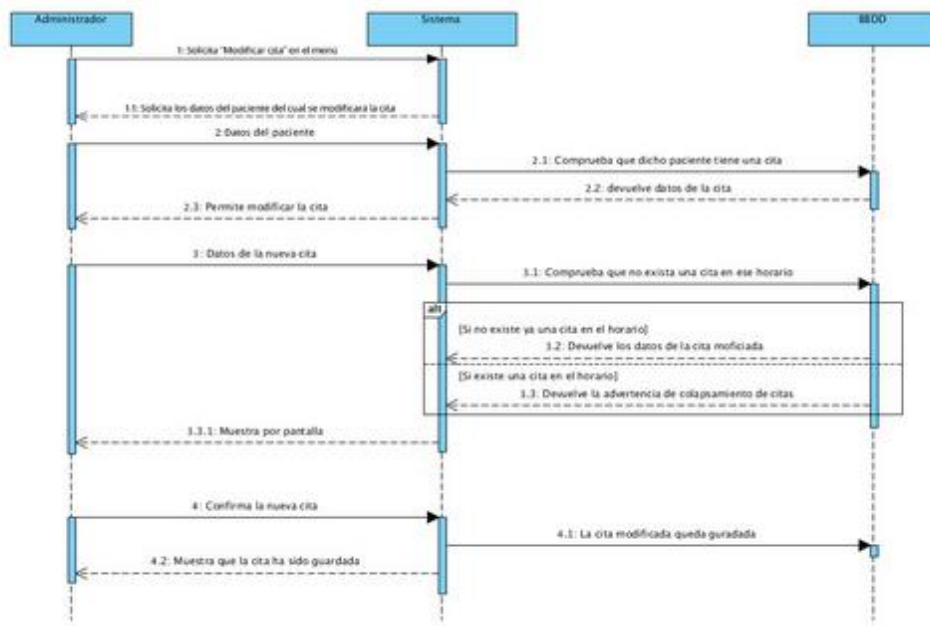 Administrador
Sistema
BBDD
1: Solicita "Modificar cita" en el menú
1.1: Solicita los datos del paciente del cual se modificará la cita
2:Datos del paciente
2.1: Comprueba que dicho paciente tiene una cita
2.2: devuelve datos de la cita
2.3: Permite modificar la cita
3: Datos de la nueva cita
3.1: Comprueba que no exista una cita en ese horario
alt
[Si no existe ya una cita en el horario]
3.2: Devuelve los datos de la cita moficiada
[Si existe una cita en el horario]
3.3: Devuelve la advertencia de colapsamiento de citas
3.3.1: Muestra por pantalla
4: Confirma la nueva cita
4.1: La cita modificada queda guradada
4.2: Muestra que la cita ha sido guardada